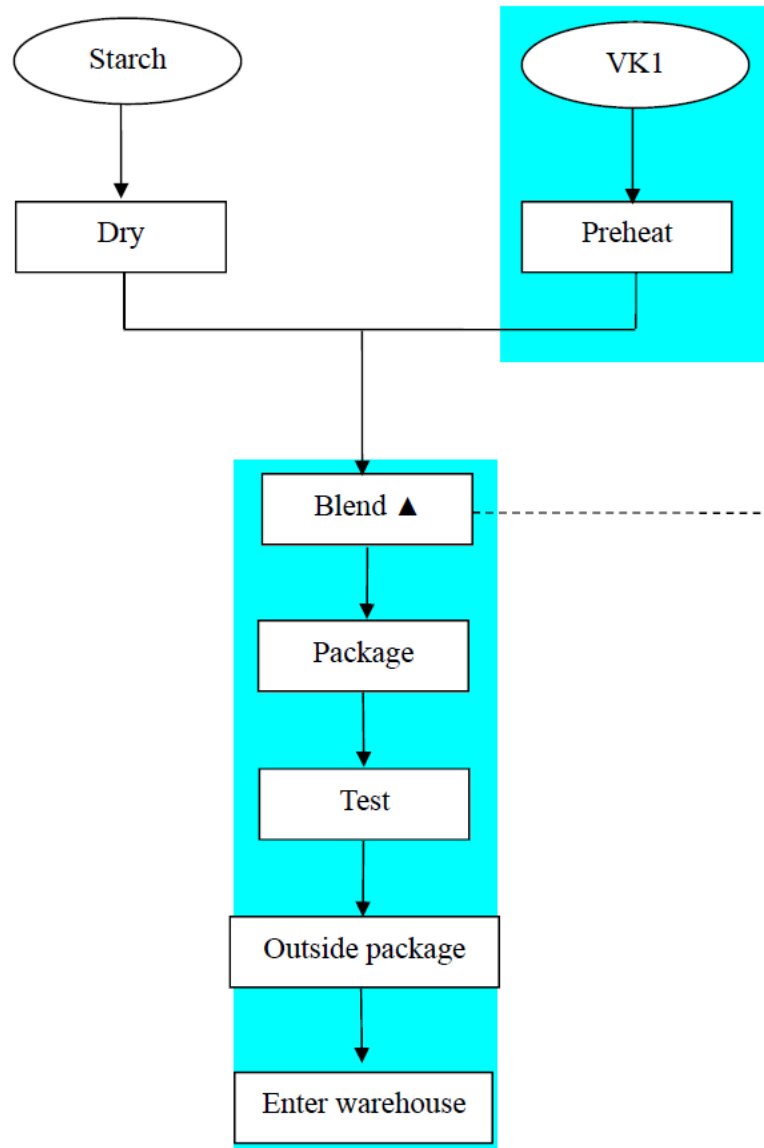 Starch
VK1
Dry
Preheat
Blend ▲
Package
Test
Outside package
Enter warehouse